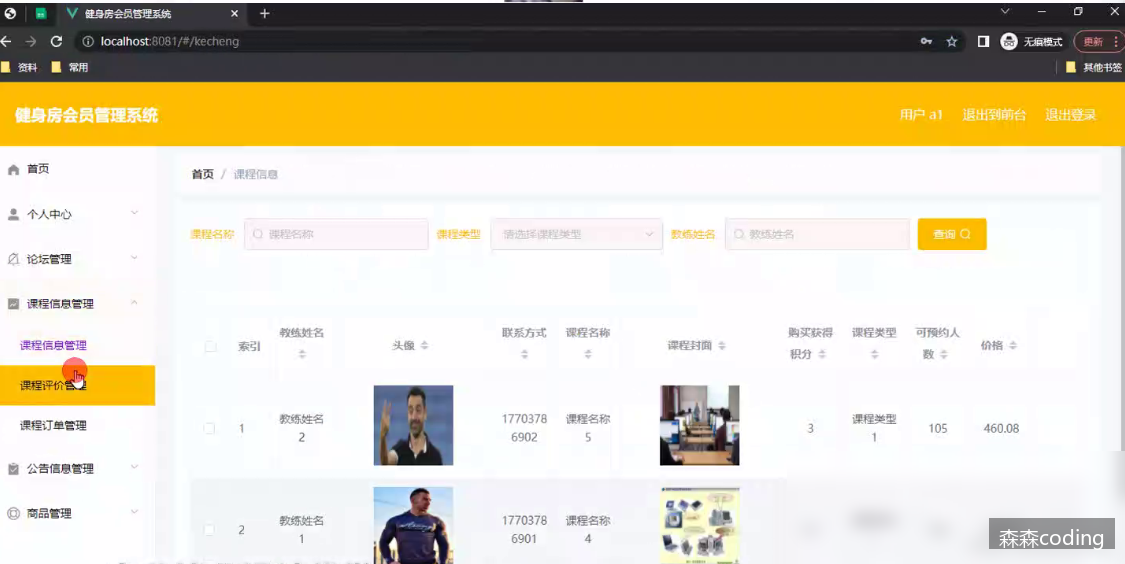 健身房会员管理系统
localhost:8081/#/kecheng
无痕模式
更新
资料
常用
其他书签
健身房会员管理系统
用户 a1
退出到前台
退出登录
首页
个人中心
论坛管理
课程信息管理
课程信息管理
课程评价管理
课程订单管理
公告信息管理
商品管理
首页 / 课程信息
课程名称
课程名称
课程类型
请选择课程类型
教练姓名
教练姓名
查询
索引
教练姓名
头像
联系方式
课程名称
课程封面
购买获得
积分
课程类型
可预约人
数
价格
1
教练姓名
2
1770378
6902
课程名称
5
3
课程类型
1
105
460.08
2
教练姓名
1
1770378
6901
课程名称
4
森森coding